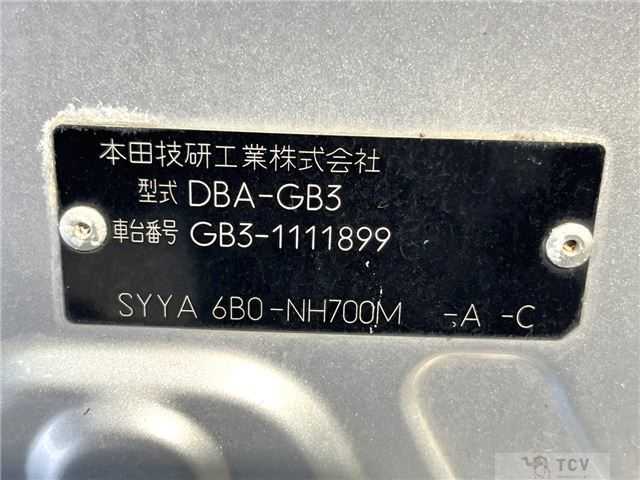 本田技研工業株式会社
型式 DBA-GB3
車台番号 GB3-1111899
SYYA 6B0-NH700M -A -C
TCV